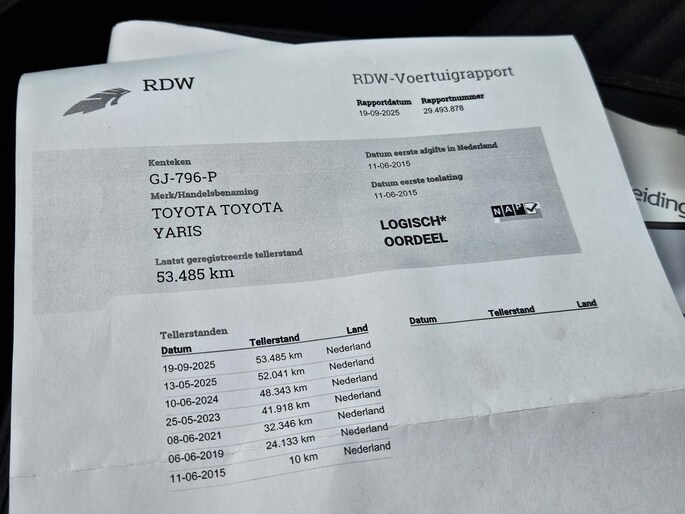 RDW
RDW-Voertuigrapport
Rapportdatum Rapportnummer
19-09-2025 29.493.878
Kenteken
GJ-796-P
Merk/Handelsbenaming
TOYOTA TOYOTA
YARIS
Laatst geregistreerde tellerstand
53.485 km
Datum eerste afgifte in Nederland
11-06-2015
Datum eerste toelating
11-06-2015
LOGISCH*
OORDEEL
NAP
Tellerstanden
Datum Tellerstand Land
19-09-2025 53.485 km Nederland
13-05-2025 52.041 km Nederland
10-06-2024 48.343 km Nederland
25-05-2023 41.918 km Nederland
08-06-2021 32.346 km Nederland
06-06-2019 24.133 km Nederland
11-06-2015 10 km Nederland
Datum Tellerstand Land
eiding